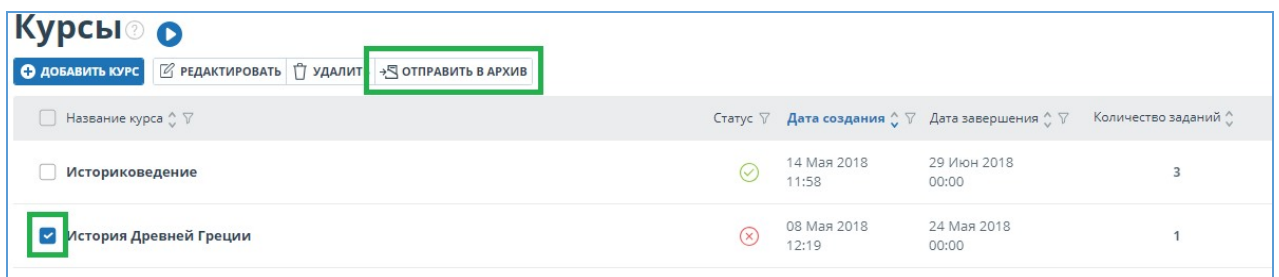 Курсы
ДОБАВИТЬ КУРС РЕДАКТИРОВАТЬ УДАЛИТЬ ОТПРАВИТЬ В АРХИВ
Название курса Статус Дата создания Дата завершения Количество заданий
Историковедение 14 Мая 2018 11:58 29 Июн 2018 00:00 3
История Древней Греции 08 Мая 2018 12:19 24 Мая 2018 00:00 1